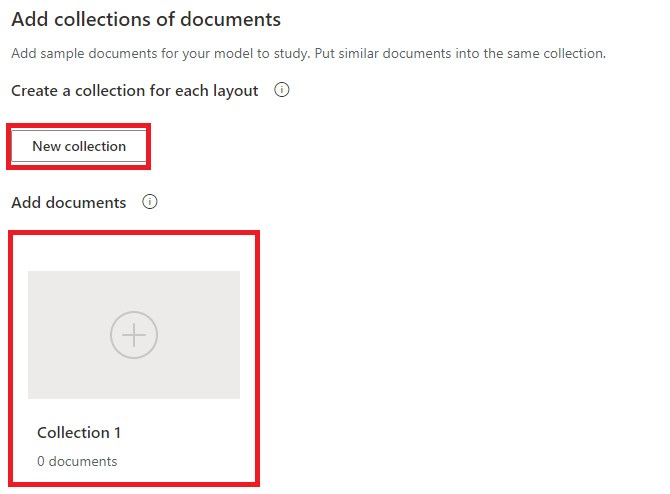 Add collections of documents
Add sample documents for your model to study. Put similar documents into the same collection.
Create a collection for each layout
New collection
Add documents
Collection 1
0 documents